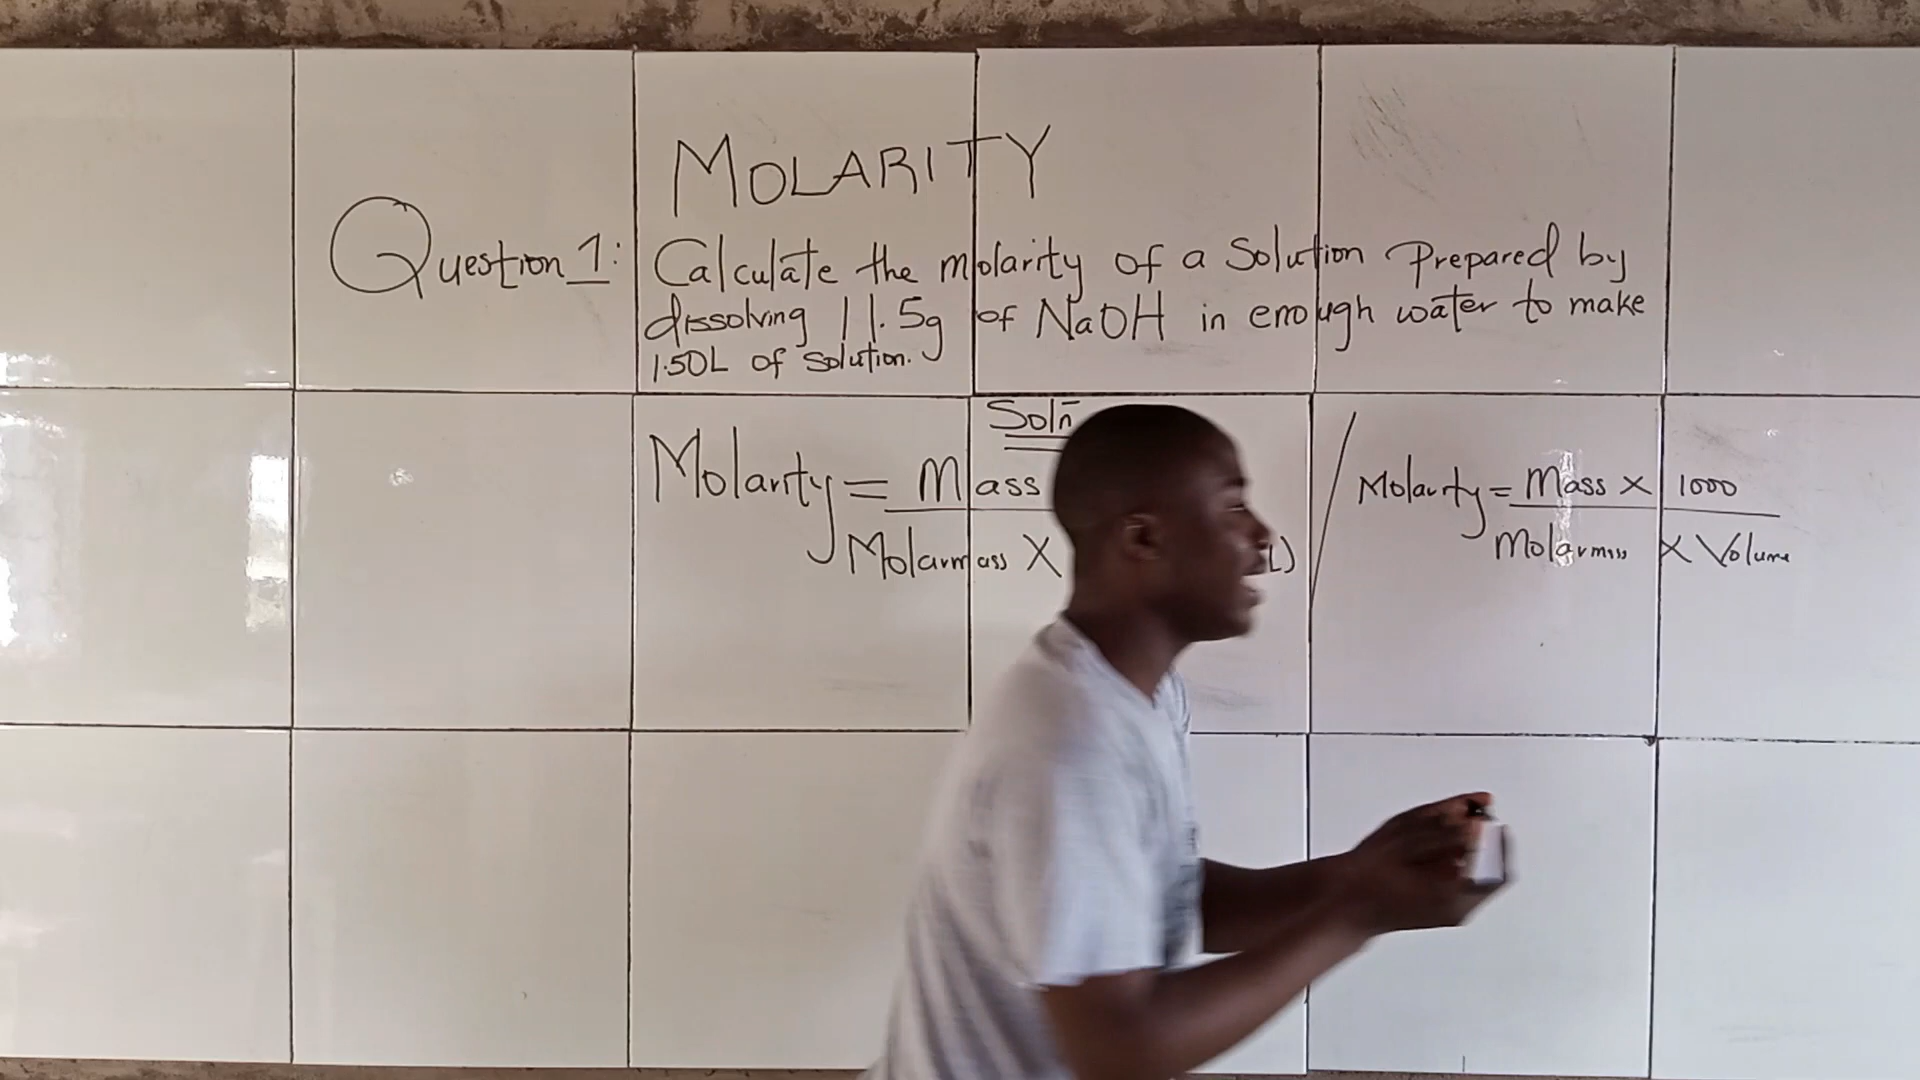 MOLARITY
Question 1: Calculate the molarity of a Solution Prepared by
dissolving 11.5g of NaOH in enough water to make
1.50L of Solution.
Soln̄
Molarity = Mass
Molarmass X L)
/ Molarity = Mass X 1000
Molarmass X Volume